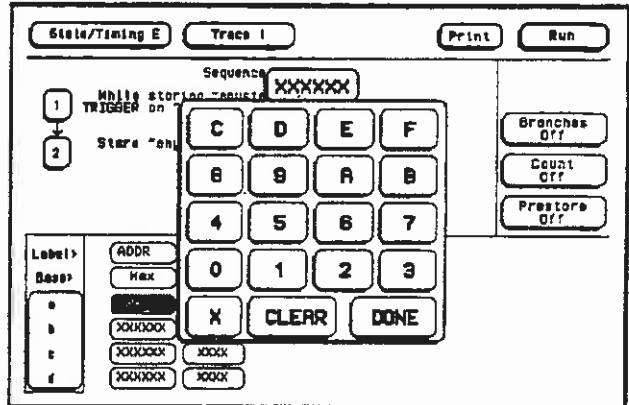 State/Timing E Trace 1 Print Run
Sequence
XXXXXX
1 While storing "anysta
TRIGGER on "
2 Store "any
C D E F
8 9 A B
4 5 6 7
0 1 2 3
X CLEAR DONE
Branches
Off
Count
Off
Prestore
Off
Label> ADDR
Base> Hex
a
b XXXXXX
c XXXXXX XXXX
d XXXXXX XXXX